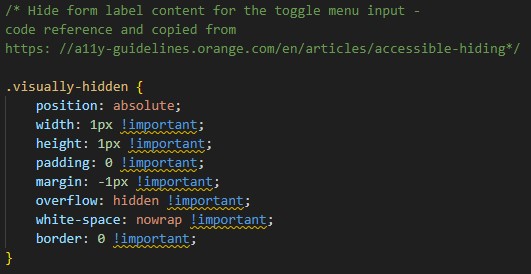 /* Hide form label content for the toggle menu input -
code reference and copied from
https: //a11y-guidelines.orange.com/en/articles/accessible-hiding*/
.visually-hidden {
position: absolute;
width: 1px !important;
height: 1px !important;
padding: 0 !important;
margin: -1px !important;
overflow: hidden !important;
white-space: nowrap !important;
border: 0 !important;
}